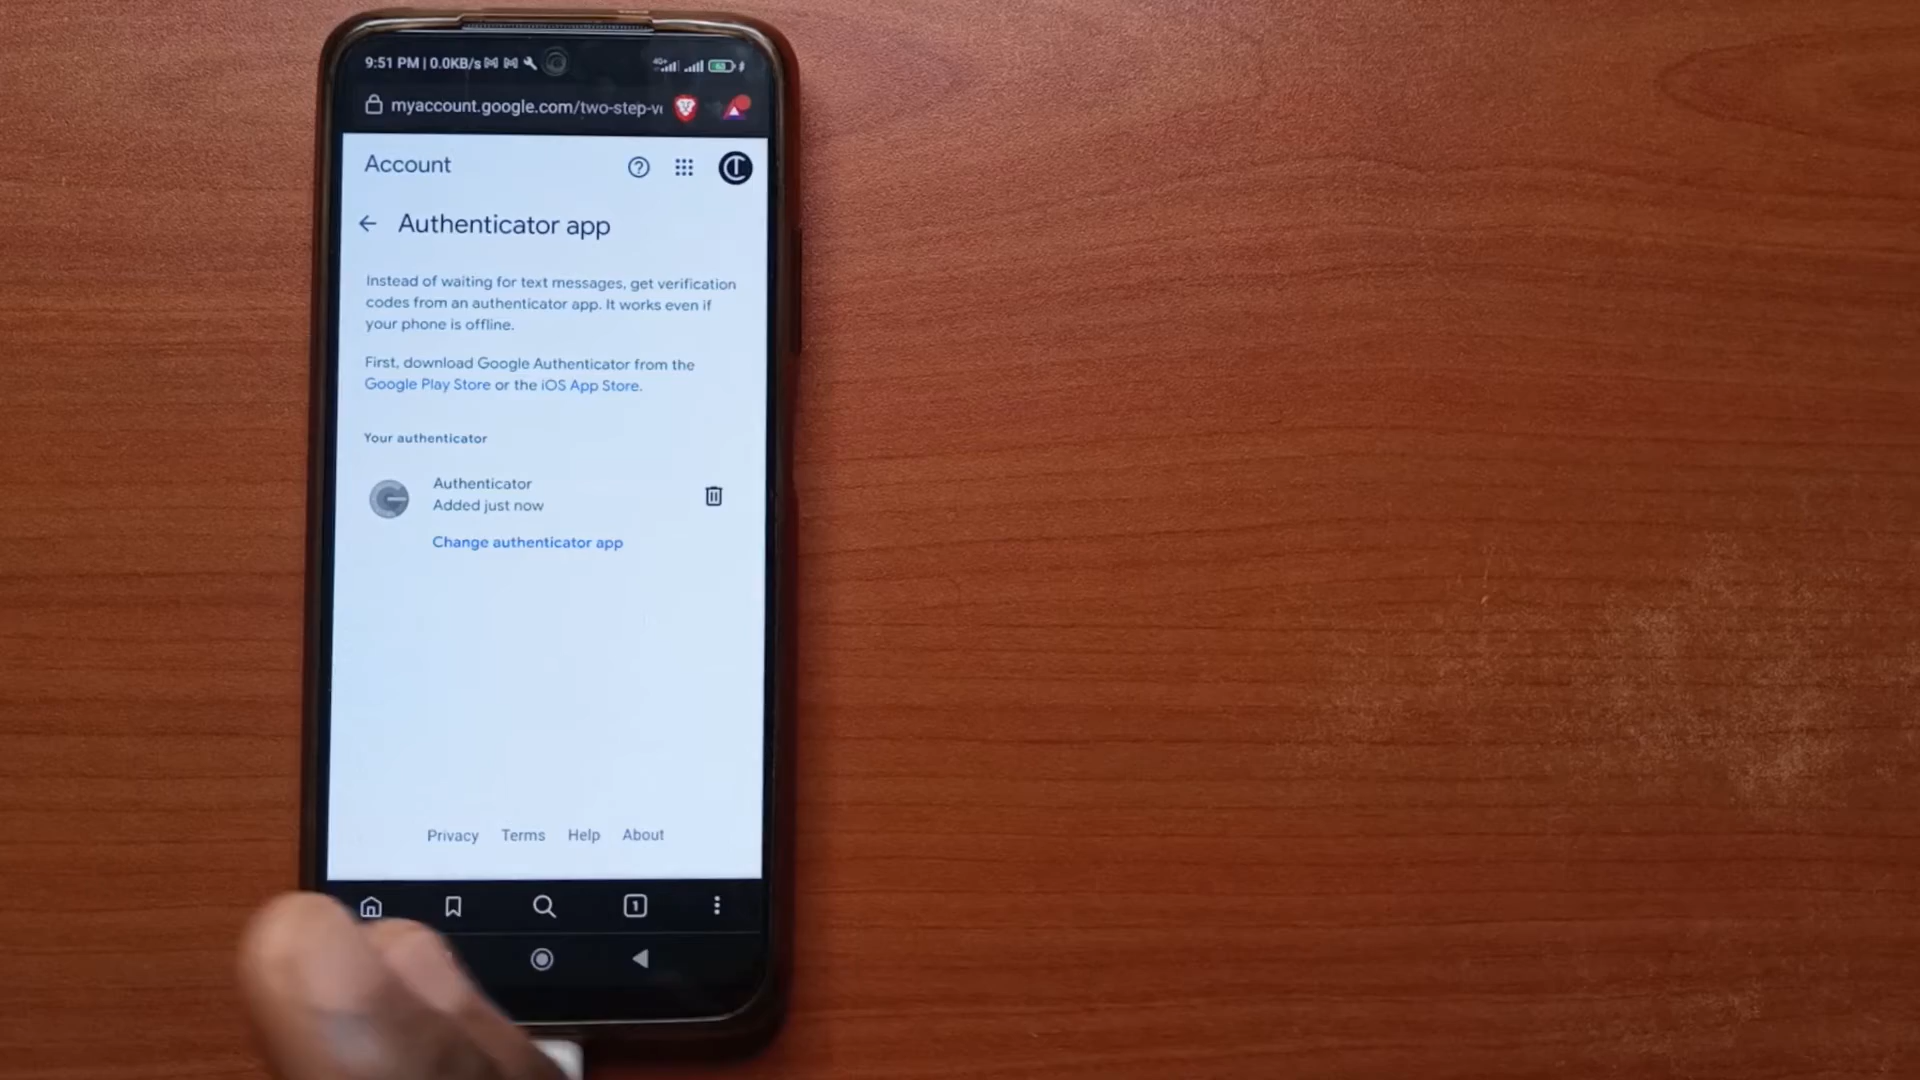 9:51 PM | 0.0KB/s
4G+
myaccount.google.com/two-step-v
Account
Authenticator app
Instead of waiting for text messages, get verification
codes from an authenticator app. It works even if
your phone is offline.
First, download Google Authenticator from the
Google Play Store or the iOS App Store.
Your authenticator
Authenticator
Added just now
Change authenticator app
Privacy Terms Help About
1